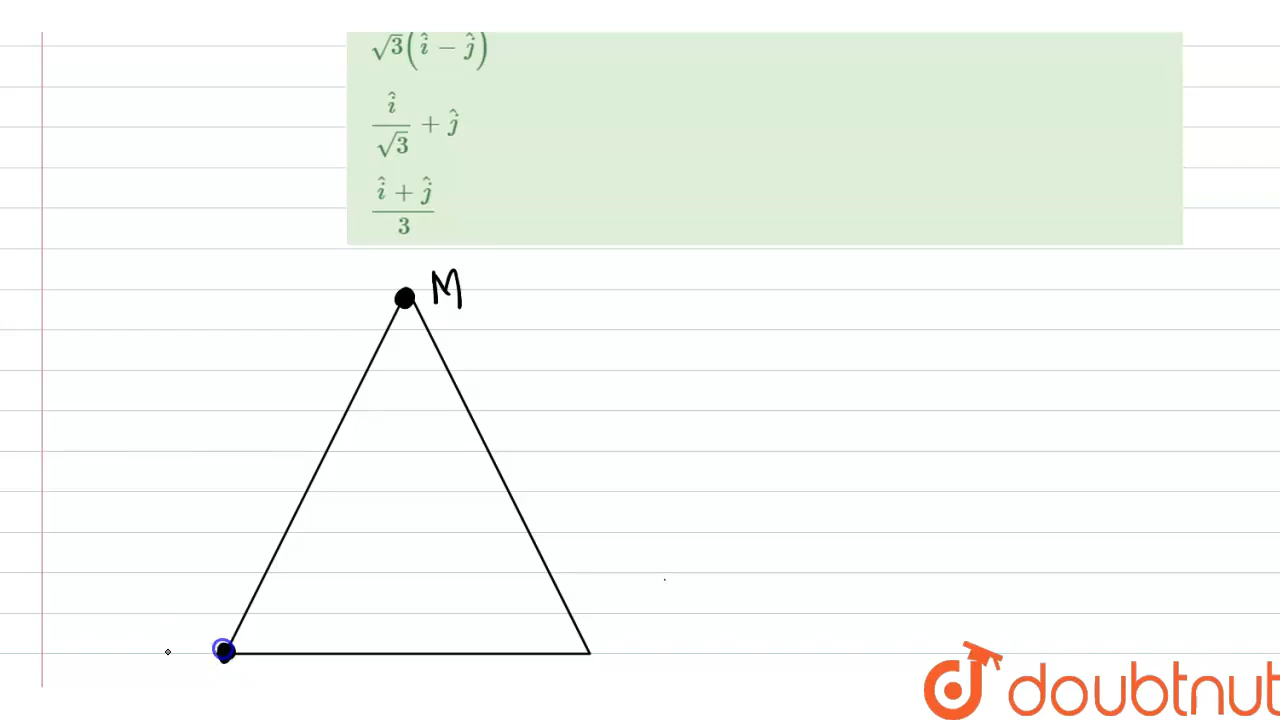 √3(î − ĵ)
î/√3 + ĵ
(î + ĵ)/3
M
doubtnut